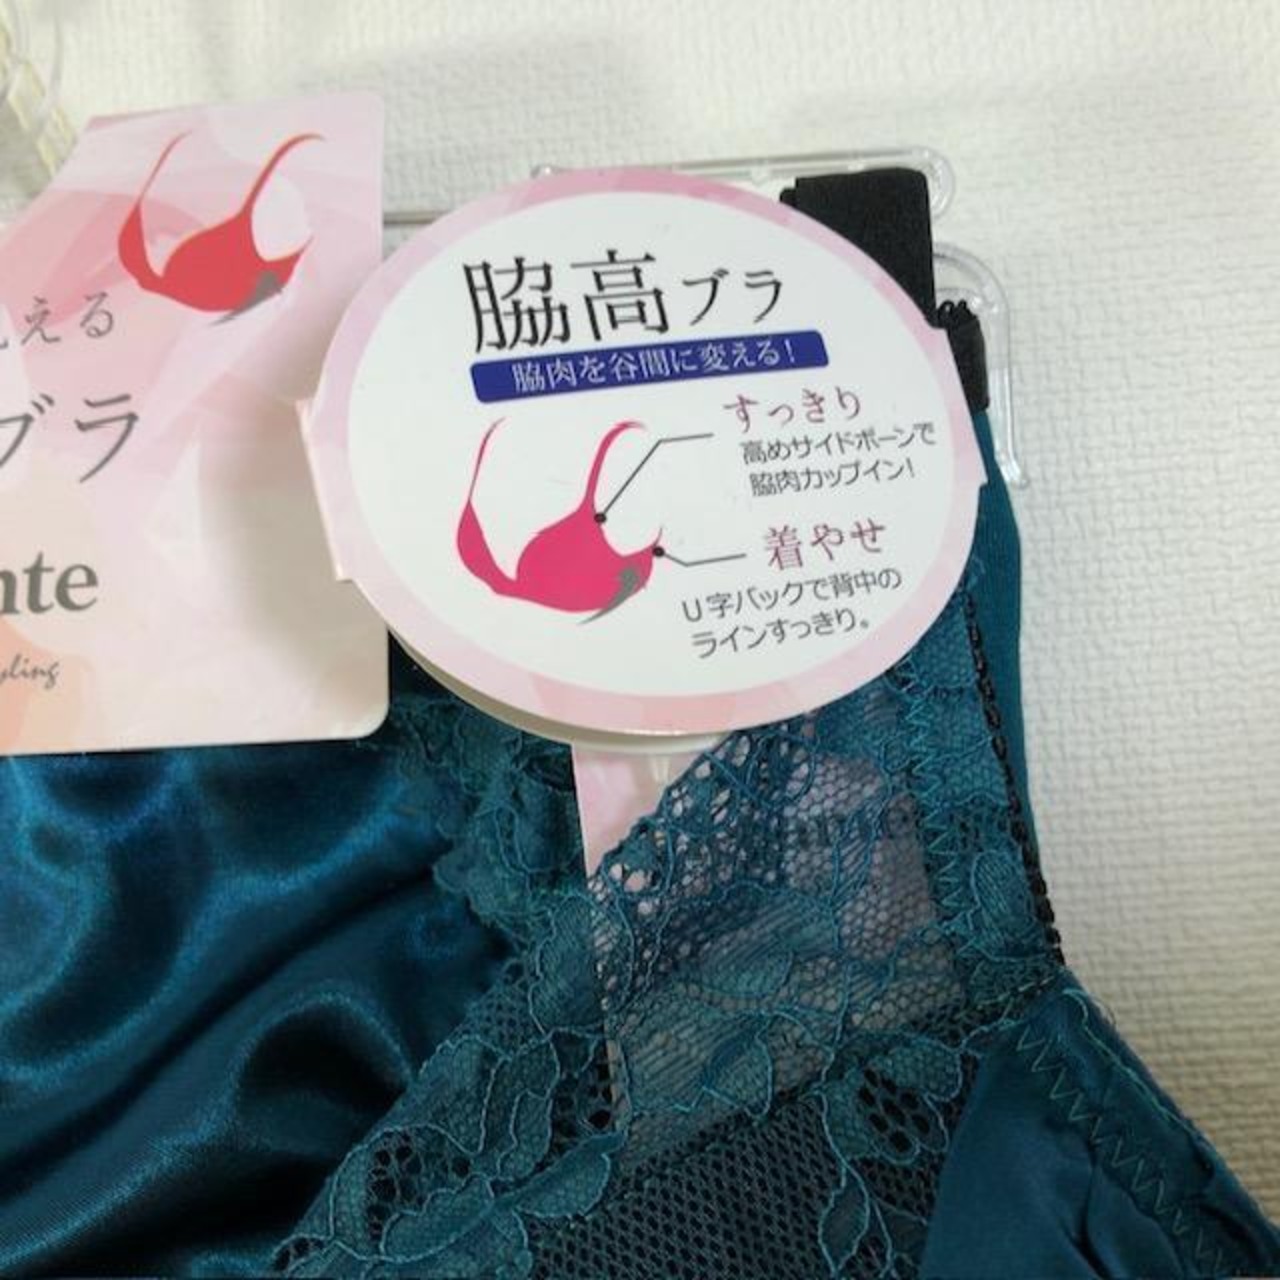 える
ブラ
nte
yling
脇高ブラ
脇肉を谷間に変える!
すっきり
高めサイドボーンで
脇肉カップイン!
着やせ
U字バックで背中の
ラインすっきり。